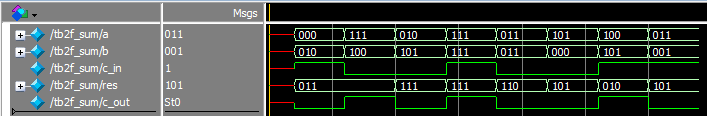 Msgs
/tb2f_sum/a 011 000 111 010 111 011 101 100 011
/tb2f_sum/b 001 010 100 101 111 011 000 101 001
/tb2f_sum/c_in 1
/tb2f_sum/res 101 011 111 111 110 101 010 101
/tb2f_sum/c_out St0